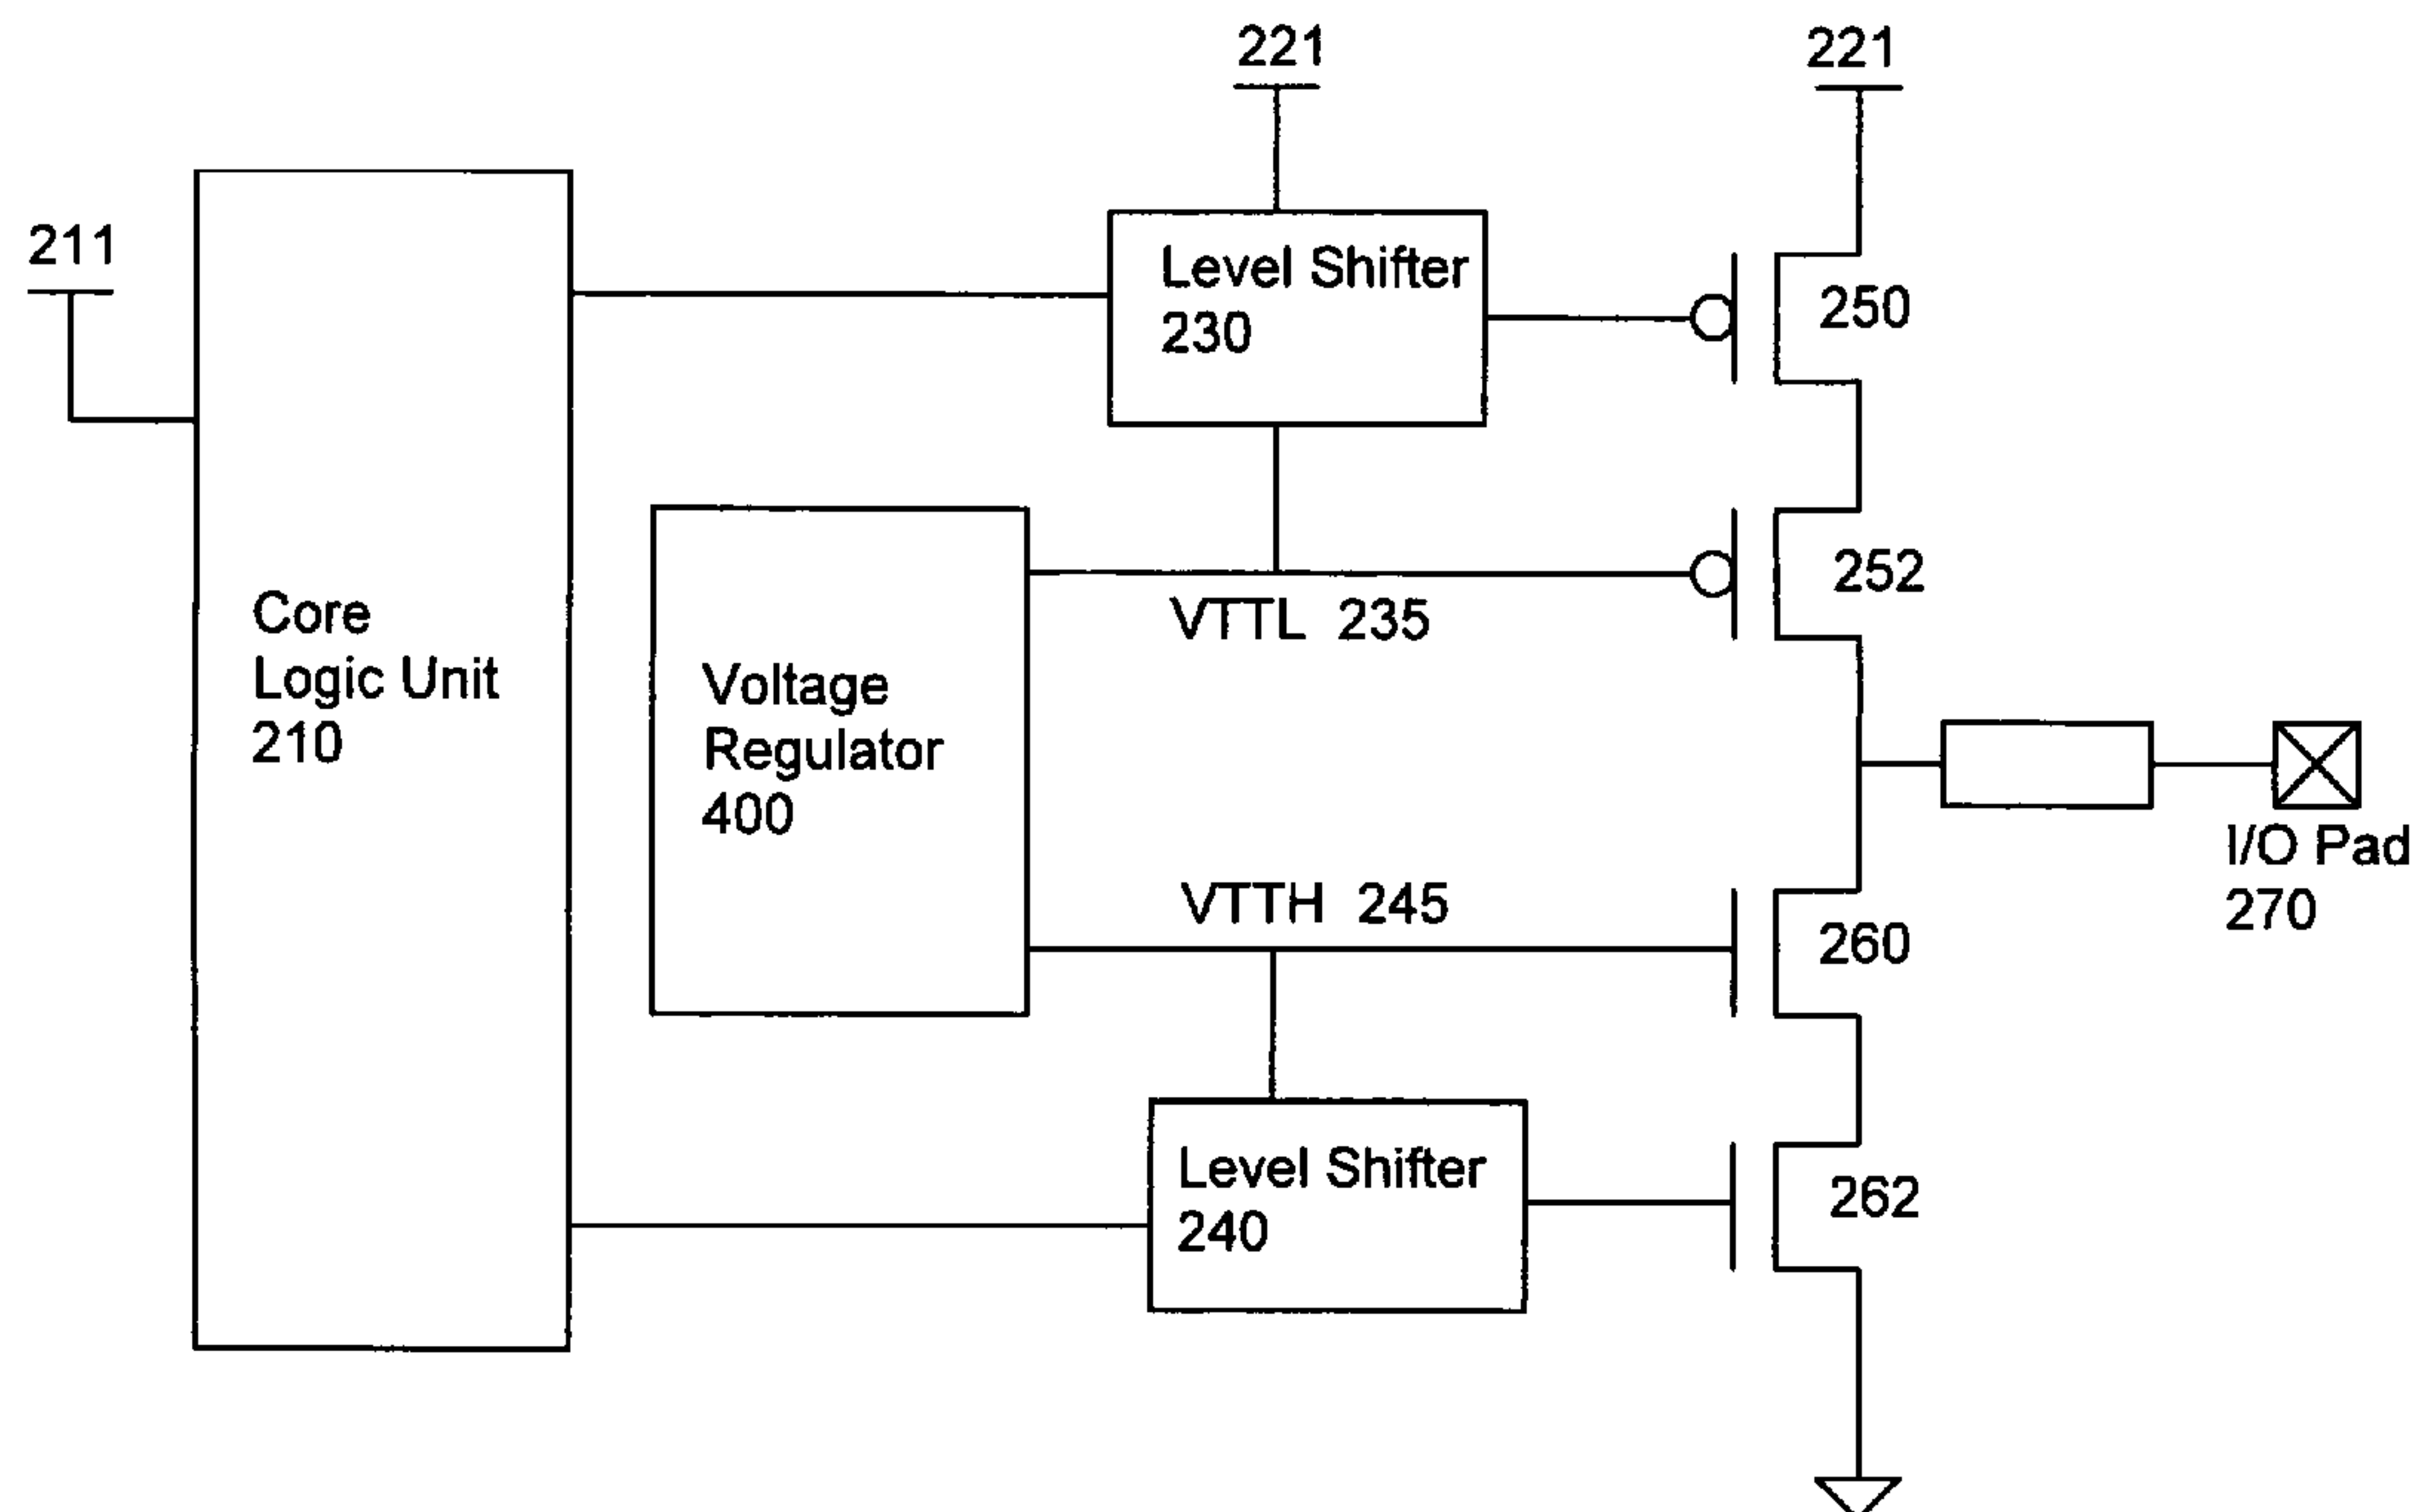 221
221
211
Level Shifter
230
250
252
VTTL 235
Core
Logic Unit
210
Voltage
Regulator
400
I/O Pad
270
VTTH 245
260
Level Shifter
240
262